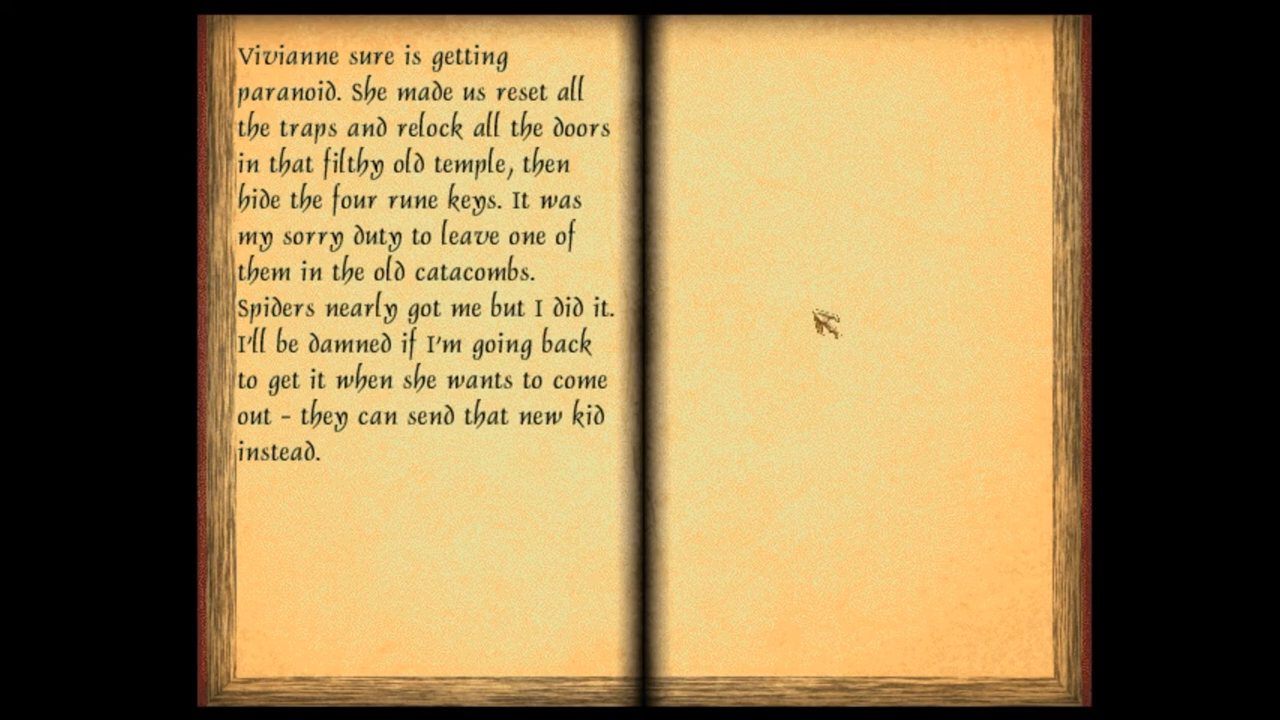 Vivianne sure is getting
paranoid. She made us reset all
the traps and relock all the doors
in that filthy old temple, then
hide the four rune keys. It was
my sorry duty to leave one of
them in the old catacombs.
Spiders nearly got me but I did it.
I'll be damned if I'm going back
to get it when she wants to come
out - they can send that new kid
instead.